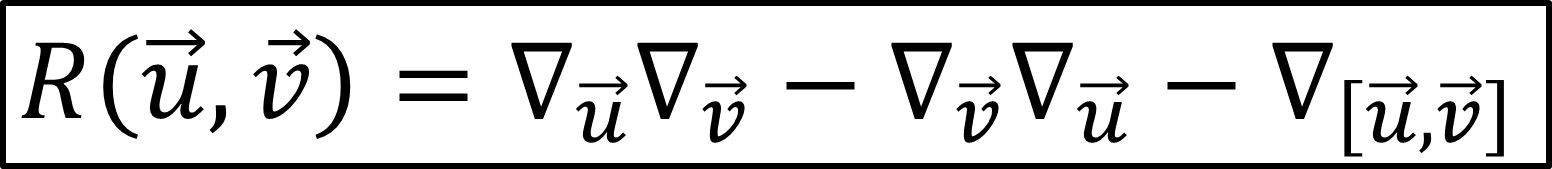 R(u⃗, v⃗) = ∇_u⃗ ∇_v⃗ − ∇_v⃗ ∇_u⃗ − ∇_[u⃗,v⃗]